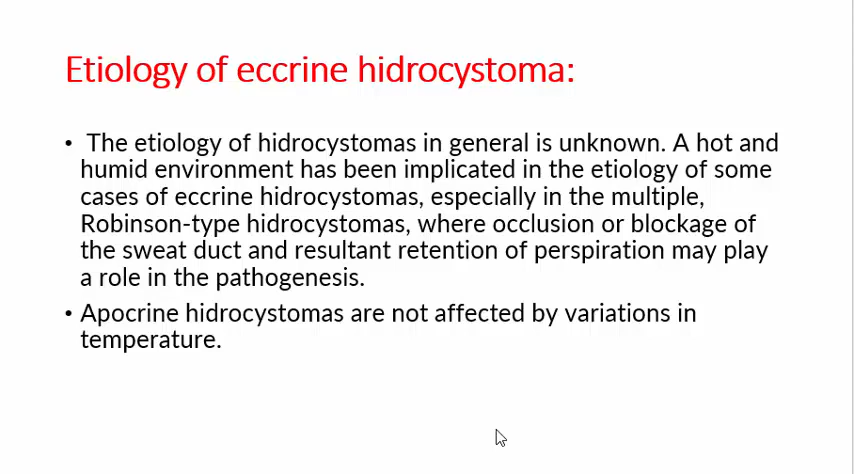 Etiology of eccrine hidrocystoma:
• The etiology of hidrocystomas in general is unknown. A hot and
humid environment has been implicated in the etiology of some
cases of eccrine hidrocystomas, especially in the multiple,
Robinson-type hidrocystomas, where occlusion or blockage of
the sweat duct and resultant retention of perspiration may play
a role in the pathogenesis.
• Apocrine hidrocystomas are not affected by variations in
temperature.